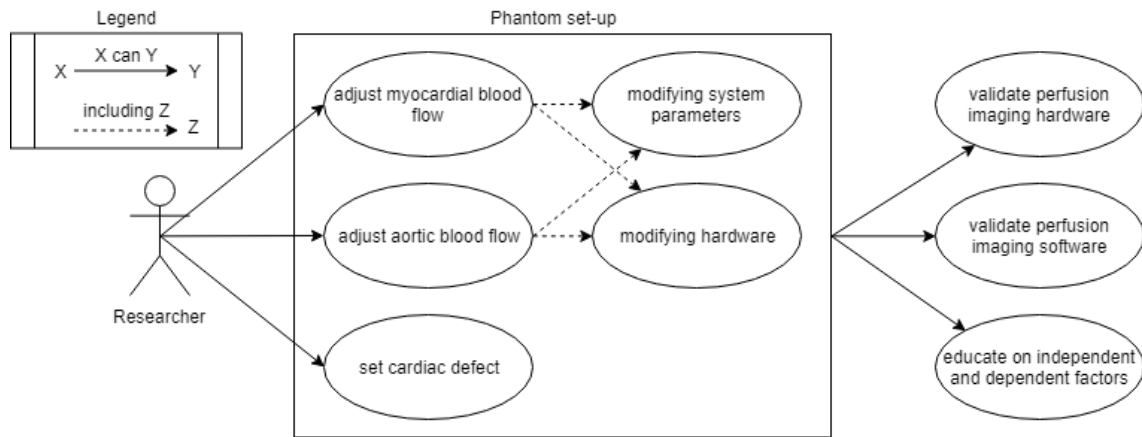 Legend
X can Y
X
Y
including Z
Z
Researcher
Phantom set-up
adjust myocardial blood
flow
modifying system
parameters
adjust aortic blood flow
modifying hardware
set cardiac defect
validate perfusion
imaging hardware
validate perfusion
imaging software
educate on independent
and dependent factors